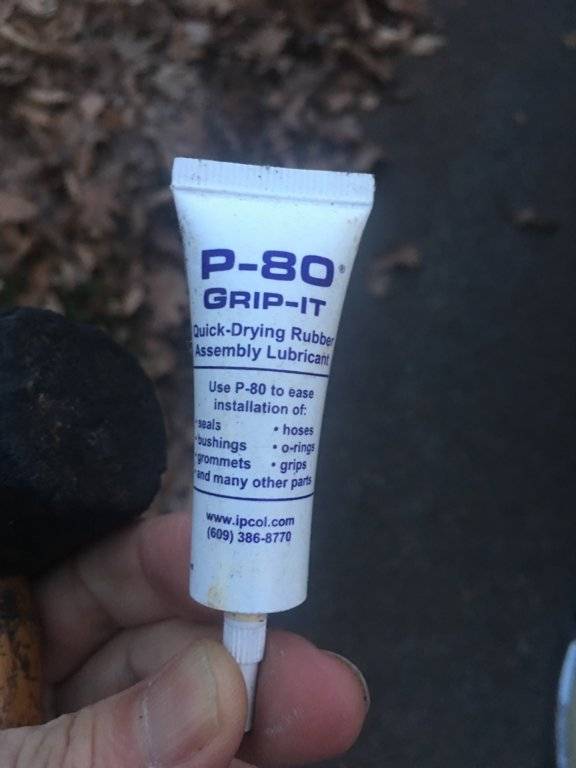 P-80®
GRIP-IT
Quick-Drying Rubber
Assembly Lubricant
Use P-80 to ease
installation of:
• seals • hoses
• bushings • o-rings
• grommets • grips
and many other parts
www.ipcol.com
(609) 386-8770